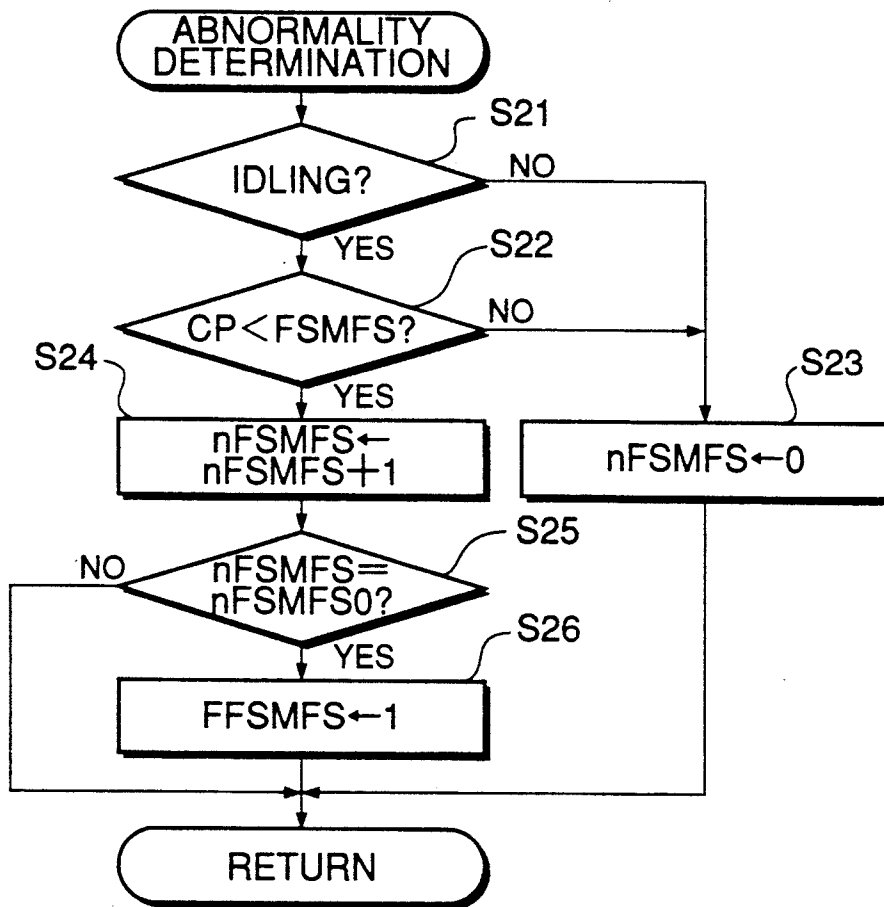 ABNORMALITY
DETERMINATION
S21
IDLING?
NO
YES
S22
CP<FSMFS?
NO
S24
YES
S23
nFSMFS←
nFSMFS+1
nFSMFS←0
S25
NO
nFSMFS=
nFSMFS0?
S26
YES
FFSMFS←1
RETURN